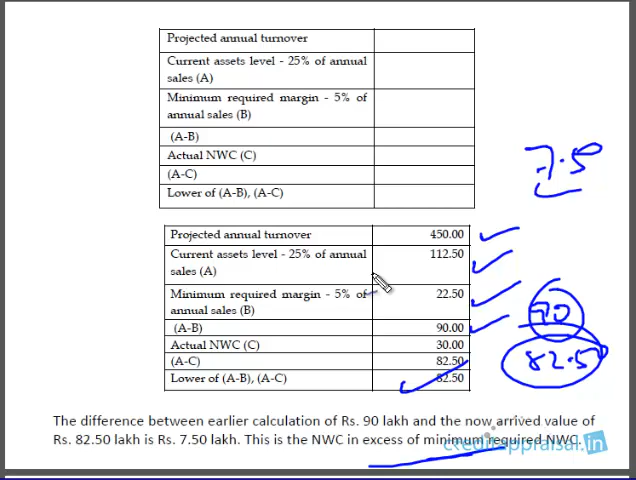 Projected annual turnover
Current assets level - 25% of annual
sales (A)
Minimum required margin - 5% of
annual sales (B)
(A-B)
Actual NWC (C)
(A-C)
Lower of (A-B), (A-C)
7.5
Projected annual turnover 450.00
Current assets level - 25% of annual 112.50
sales (A)
Minimum required margin - 5% of 22.50
annual sales (B)
(A-B) 90.00
Actual NWC (C) 30.00
(A-C) 82.50
Lower of (A-B), (A-C) 82.50
90
82.50
The difference between earlier calculation of Rs. 90 lakh and the now arrived value of
Rs. 82.50 lakh is Rs. 7.50 lakh. This is the NWC in excess of minimum required NWC.
creditappraisal.in